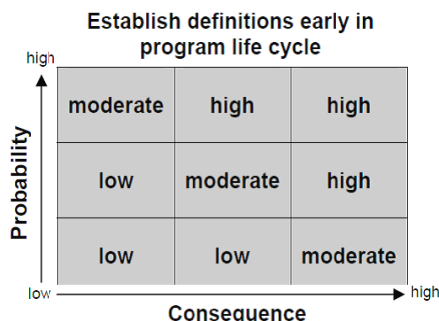 Establish definitions early in
program life cycle
high
moderate high high
Probability
low moderate high
low low moderate
low
high
Consequence